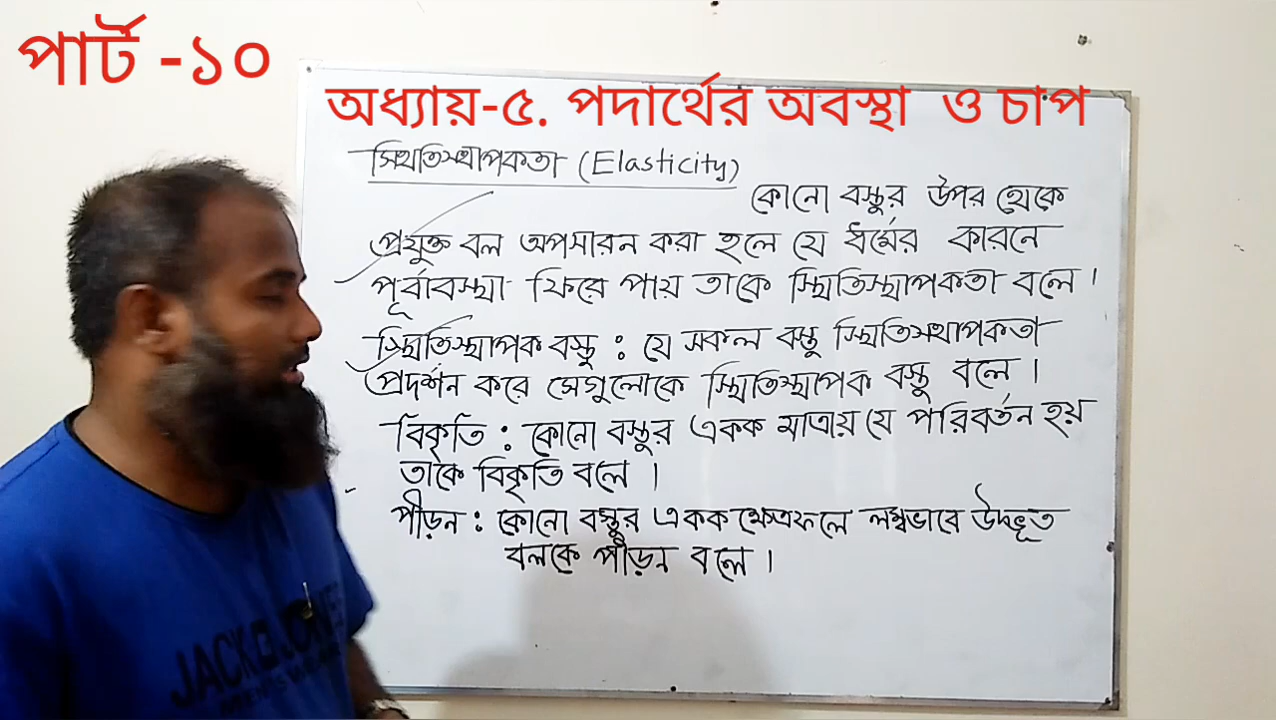 পার্ট -১০
অধ্যায়-৫. পদার্থের অবস্থা ও চাপ
স্থিতিস্থাপকতা (Elasticity)
কোনো বস্তুর উপর থেকে
প্রযুক্ত বল অপসারন করা হলে যে ধর্মের কারনে
পূর্বাবস্থা ফিরে পায় তাকে স্থিতিস্থাপকতা বলে।
স্থিতিস্থাপক বস্তু : যে সকল বস্তু স্থিতিস্থাপকতা
প্রদর্শন করে সেগুলোকে স্থিতিস্থাপক বস্তু বলে।
বিকৃতি : কোনো বস্তুর একক মাত্রায় যে পরিবর্তন হয়
তাকে বিকৃতি বলে।
পীড়ন : কোনো বস্তুর একক ক্ষেত্রফলে লম্বভাবে উদ্ভূত
বলকে পীড়ন বলে।
JACK & JONES